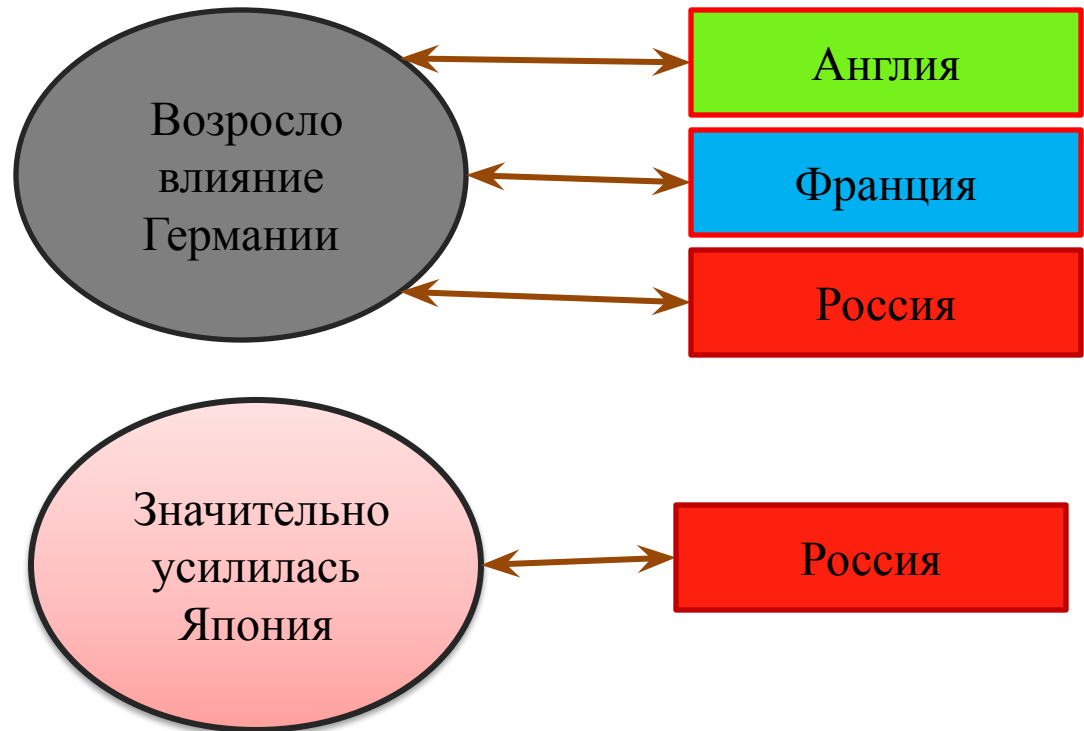 Возросло
влияние
Германии
Англия
Франция
Россия
Значительно
усилилась
Япония
Россия